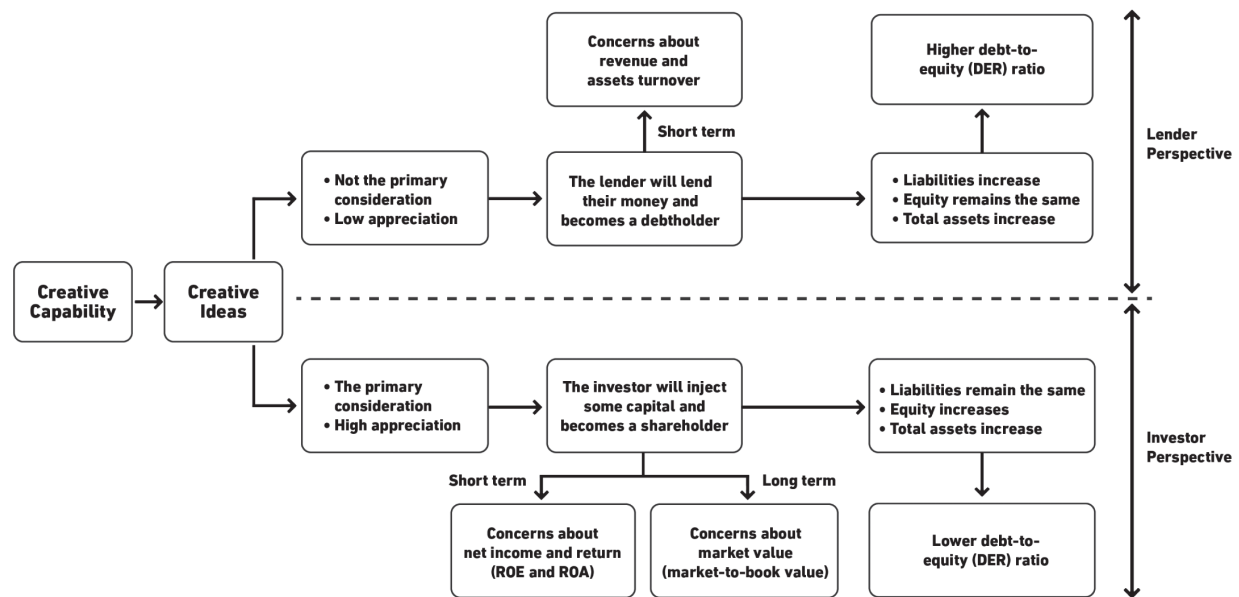 Concerns about
revenue and
assets turnover
Higher debt-to-
equity (DER) ratio
Short term
Lender
Perspective
• Not the primary
consideration
• Low appreciation
The lender will lend
their money and
becomes a debtholder
• Liabilities increase
• Equity remains the same
• Total assets increase
Creative
Capability
Creative
Ideas
• The primary
consideration
• High appreciation
The investor will inject
some capital and
becomes a shareholder
• Liabilities remain the same
• Equity increases
• Total assets increase
Investor
Perspective
Short term
Long term
Concerns about
net income and return
(ROE and ROA)
Concerns about
market value
(market-to-book value)
Lower debt-to-
equity (DER) ratio